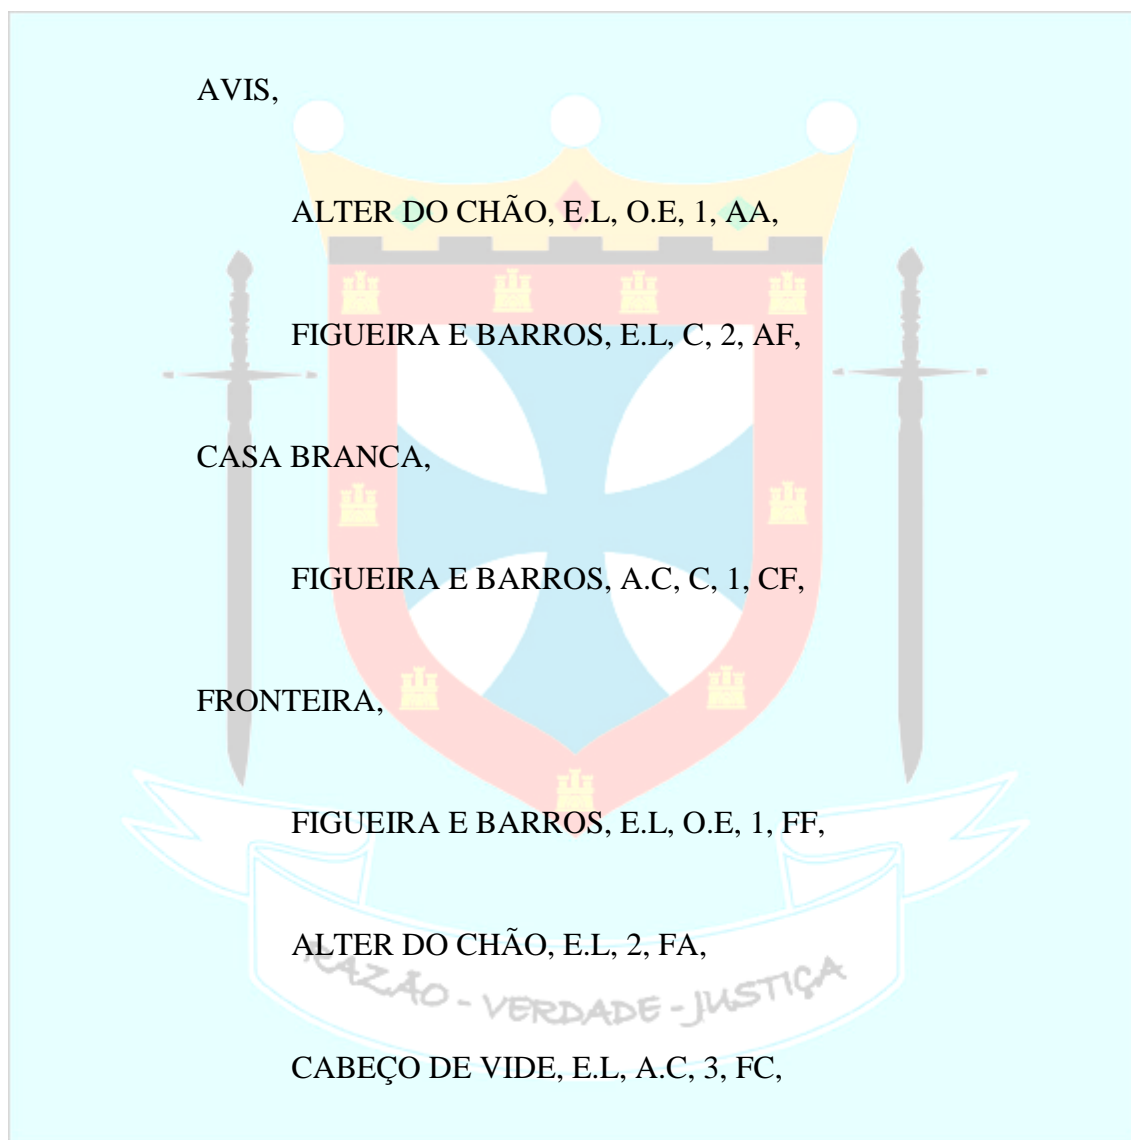 AVIS,
ALTER DO CHÃO, E.L, O.E, 1, AA,
FIGUEIRA E BARROS, E.L, C, 2, AF,
CASA BRANCA,
FIGUEIRA E BARROS, A.C, C, 1, CF,
FRONTEIRA,
FIGUEIRA E BARROS, E.L, O.E, 1, FF,
ALTER DO CHÃO, E.L, 2, FA,
RAZÃO - VERDADE - JUSTIÇA
CABEÇO DE VIDE, E.L, A.C, 3, FC,